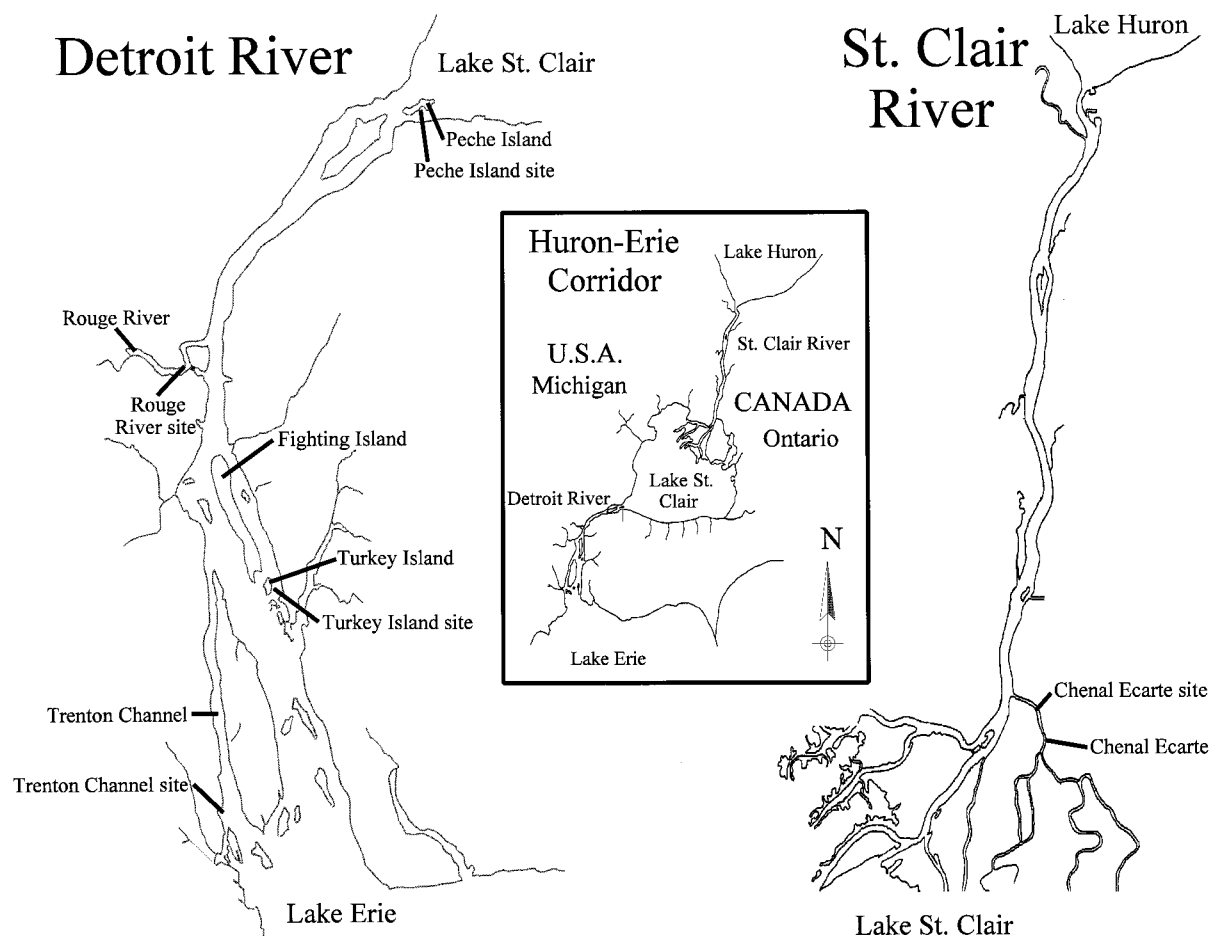 Detroit River
Lake St. Clair
Peche Island
Peche Island site
Rouge River
Rouge
River site
Fighting Island
Turkey Island
Turkey Island site
Trenton Channel
Trenton Channel site
Lake Erie
Huron-Erie
Corridor
Lake Huron
St. Clair River
U.S.A.
Michigan
CANADA
Ontario
Lake St.
Clair
Detroit River
N
Lake Erie
St. Clair
River
Lake Huron
Chenal Ecarte site
Chenal Ecarte
Lake St. Clair